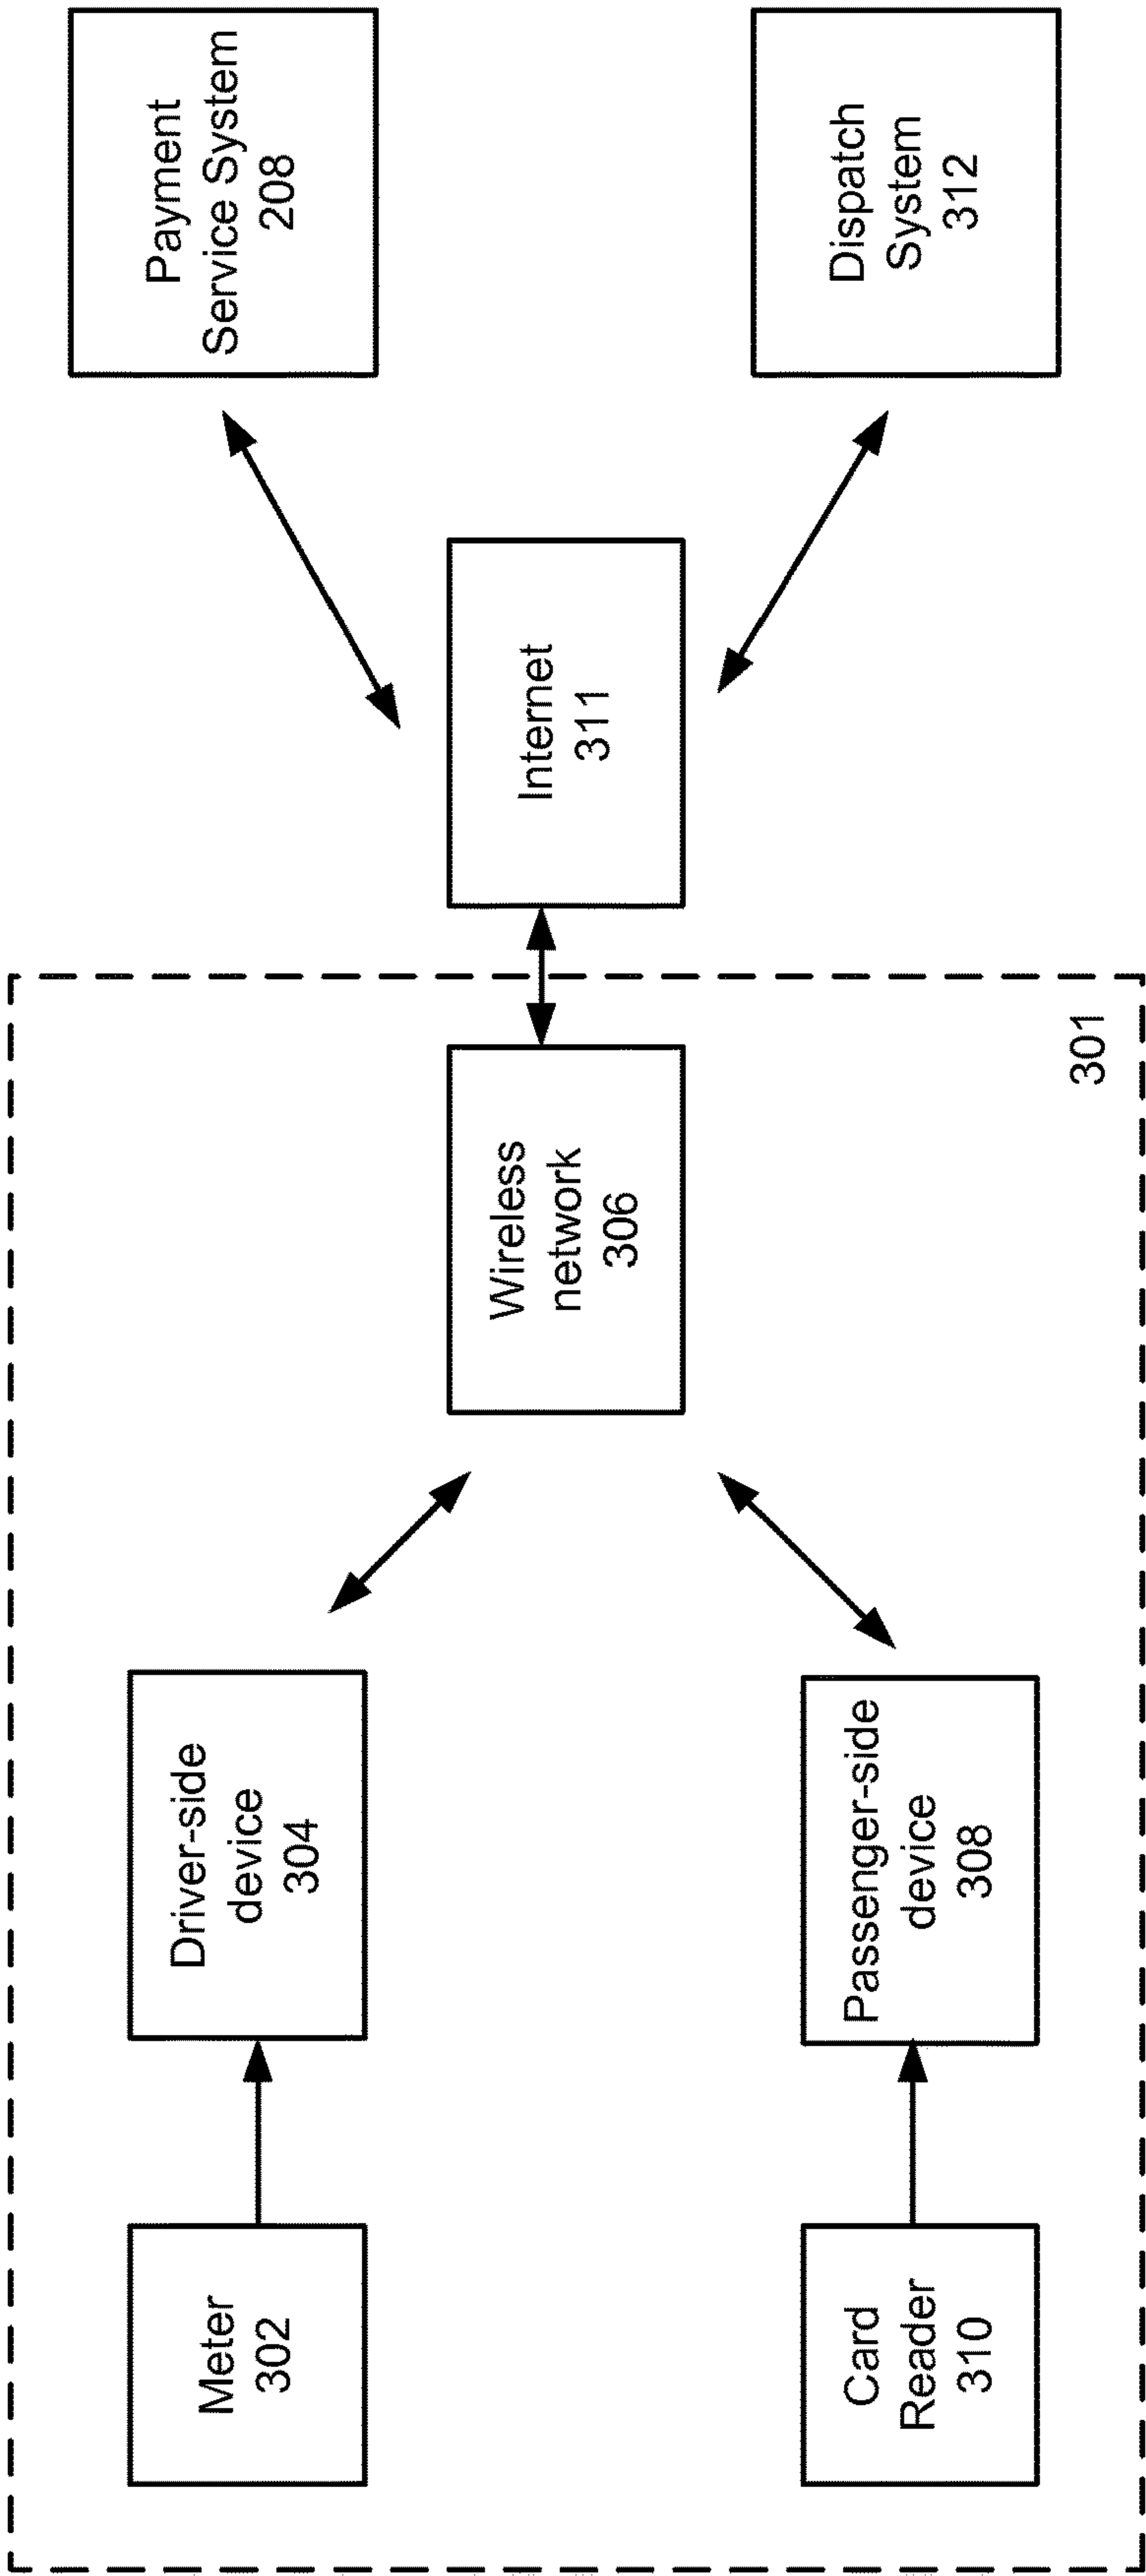 Meter
302
Driver-side
device
304
Card
Reader
310
Passenger-side
device
308
Wireless
network
306
301
Internet
311
Payment
Service System
208
Dispatch
System
312